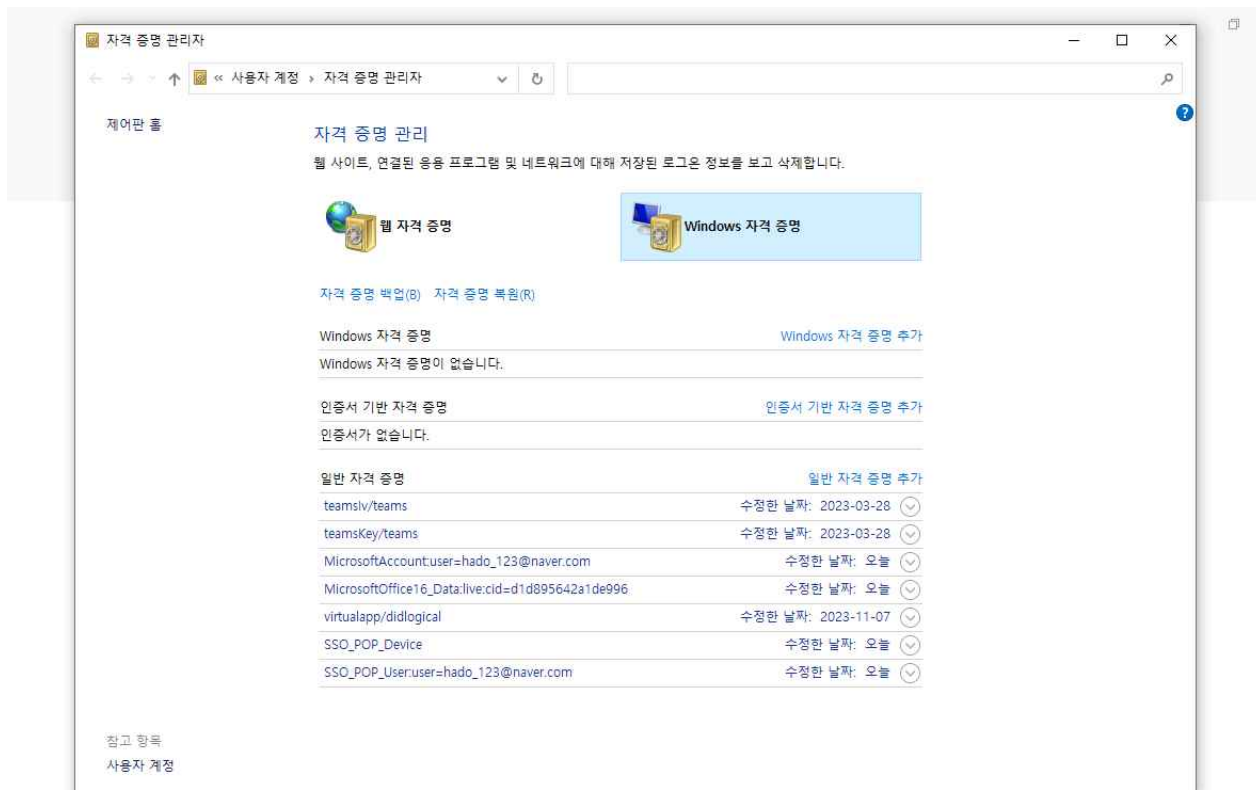 자격 증명 관리자
« 사용자 계정 › 자격 증명 관리자
제어판 홈
자격 증명 관리
웹 사이트, 연결된 응용 프로그램 및 네트워크에 대해 저장된 로그온 정보를 보고 삭제합니다.
웹 자격 증명
Windows 자격 증명
자격 증명 백업(B) 자격 증명 복원(R)
Windows 자격 증명 Windows 자격 증명 추가
Windows 자격 증명이 없습니다.
인증서 기반 자격 증명 인증서 기반 자격 증명 추가
인증서가 없습니다.
일반 자격 증명 일반 자격 증명 추가
teamsIv/teams 수정한 날짜: 2023-03-28
teamsKey/teams 수정한 날짜: 2023-03-28
MicrosoftAccount:user=hado_123@naver.com 수정한 날짜: 오늘
MicrosoftOffice16_Data:live:cid=d1d895642a1de996 수정한 날짜: 오늘
virtualapp/didlogical 수정한 날짜: 2023-11-07
SSO_POP_Device 수정한 날짜: 오늘
SSO_POP_User:user=hado_123@naver.com 수정한 날짜: 오늘
참고 항목
사용자 계정